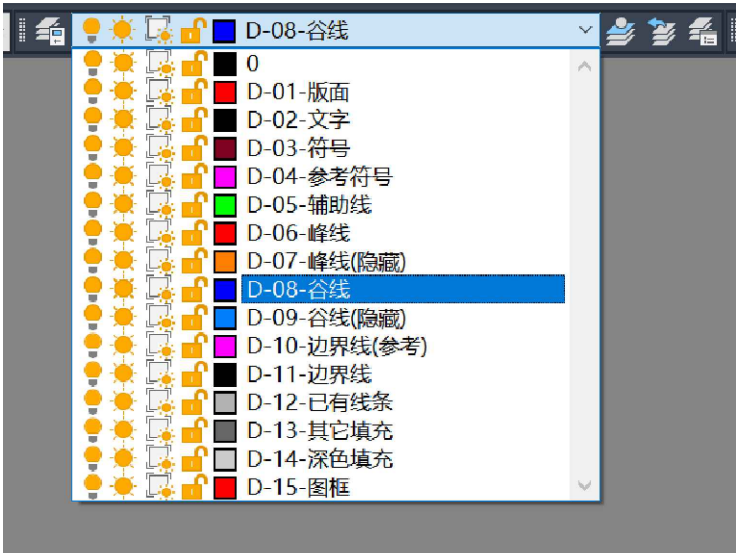 D-08-谷线
0
D-01-版面
D-02-文字
D-03-符号
D-04-参考符号
D-05-辅助线
D-06-峰线
D-07-峰线(隐藏)
D-08-谷线
D-09-谷线(隐藏)
D-10-边界线(参考)
D-11-边界线
D-12-已有线条
D-13-其它填充
D-14-深色填充
D-15-图框